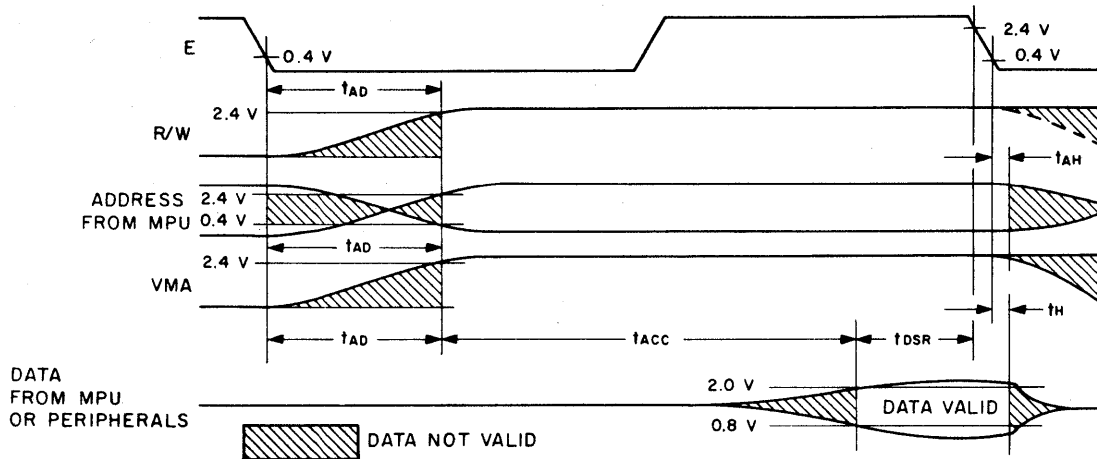 E
0.4 V
2.4 V
0.4 V
tAD
2.4 V
R/W
tAH
ADDRESS
FROM MPU
2.4 V
0.4 V
tAD
2.4 V
VMA
tH
tAD
tACC
tDSR
DATA
FROM MPU
OR PERIPHERALS
2.0 V
0.8 V
DATA VALID
DATA NOT VALID